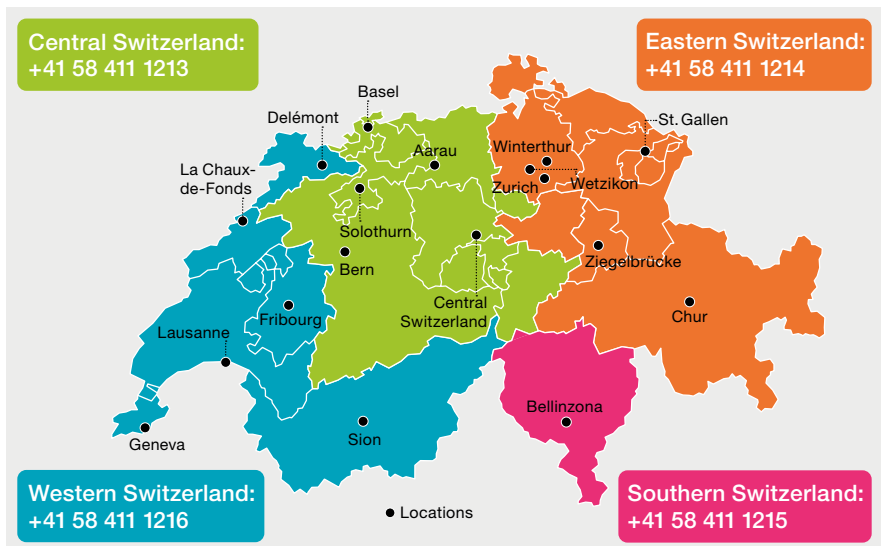 Central Switzerland:
+41 58 411 1213
Eastern Switzerland:
+41 58 411 1214
Basel
Delémont
St. Gallen
Aarau
Winterthur
La Chaux-
de-Fonds
Zurich
Wetzikon
Solothurn
Bern
Ziegelbrücke
Central
Switzerland
Fribourg
Lausanne
Chur
Bellinzona
Geneva
Sion
Western Switzerland:
+41 58 411 1216
Locations
Southern Switzerland:
+41 58 411 1215